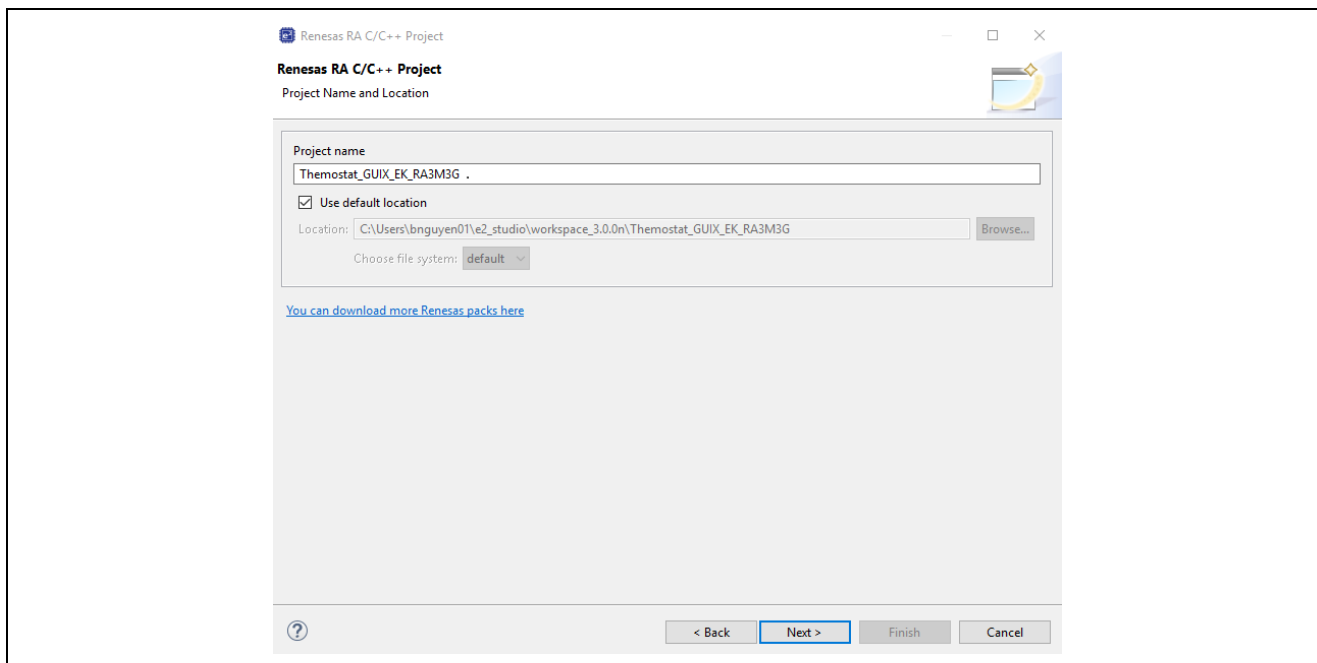 Renesas RA C/C++ Project
Renesas RA C/C++ Project
Project Name and Location
Project name
Themostat_GUIX_EK_RA3M3G .
Use default location
Location: C:\Users\bnguyen01\e2_studio\workspace_3.0.0n\Themostat_GUIX_EK_RA3M3G Browse...
Choose file system: default
You can download more Renesas packs here
? < Back Next > Finish Cancel